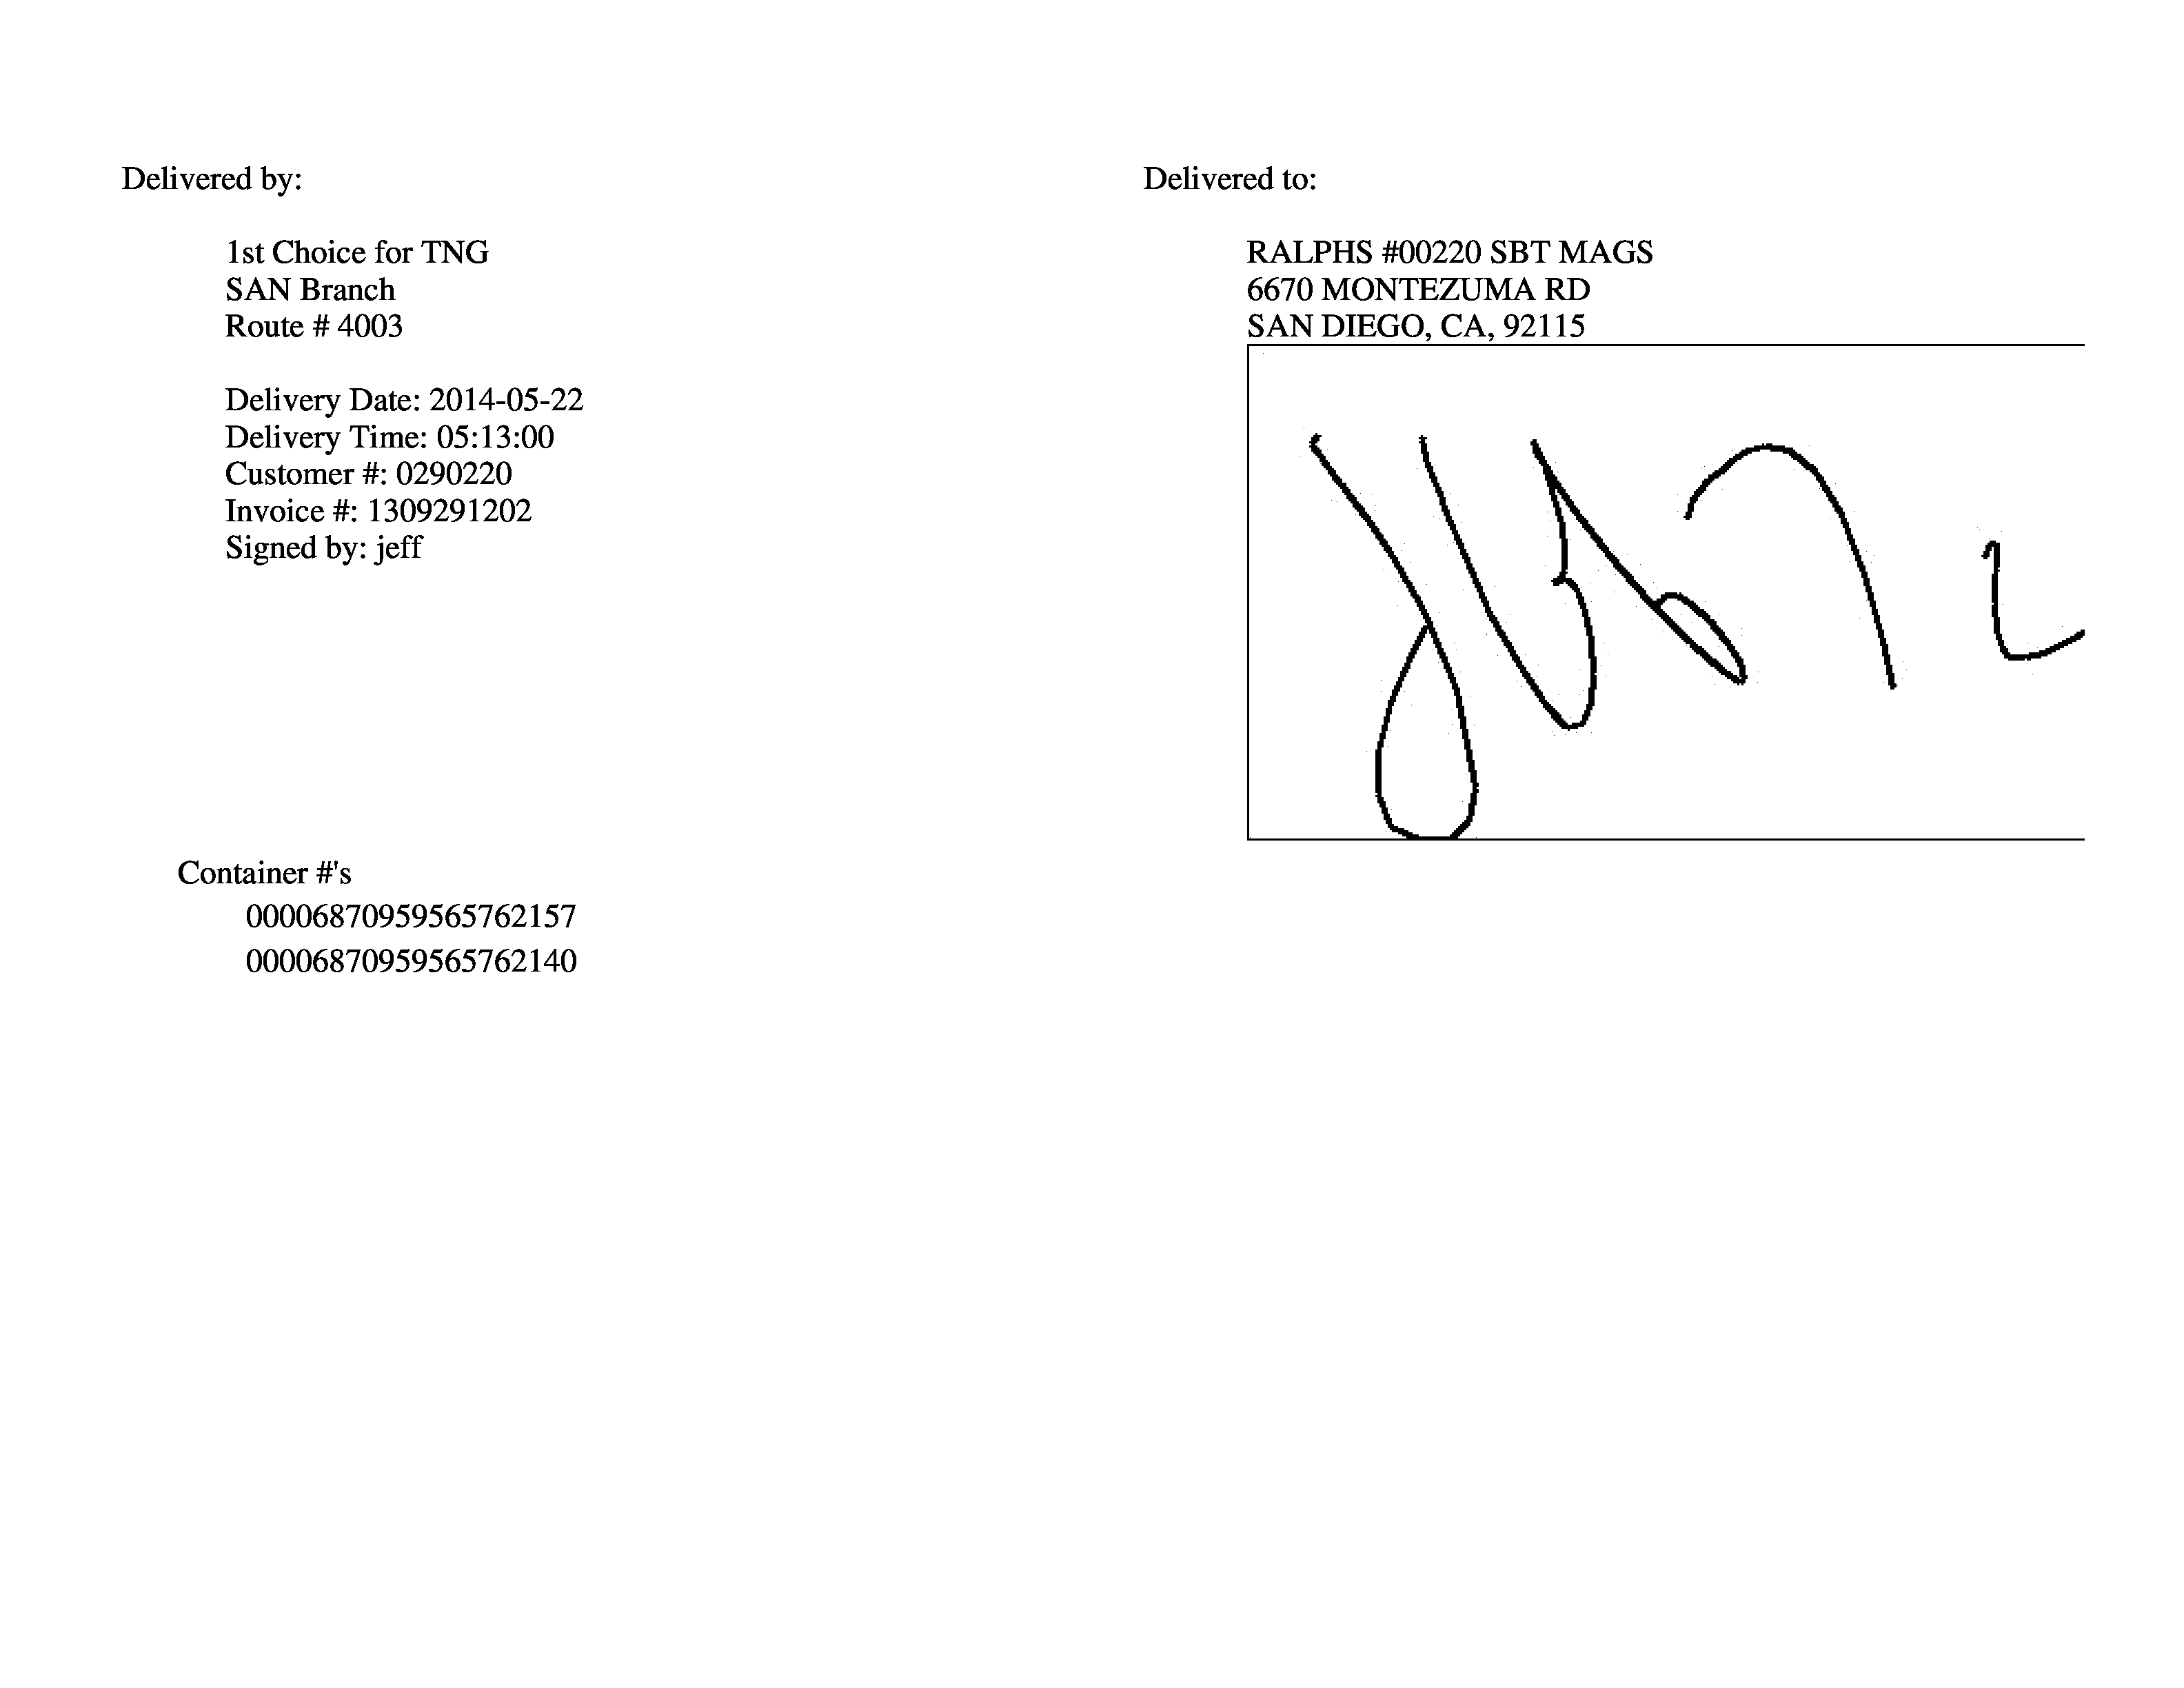 Delivered by:
1st Choice for TNG
SAN Branch
Route # 4003
Delivery Date: 2014-05-22
Delivery Time: 05:13:00
Customer #: 0290220
Invoice #: 1309291202
Signed by: jeff
Delivered to:
RALPHS #00220 SBT MAGS
6670 MONTEZUMA RD
SAN DIEGO, CA, 92115
Container #'s
00006870959565762157
00006870959565762140